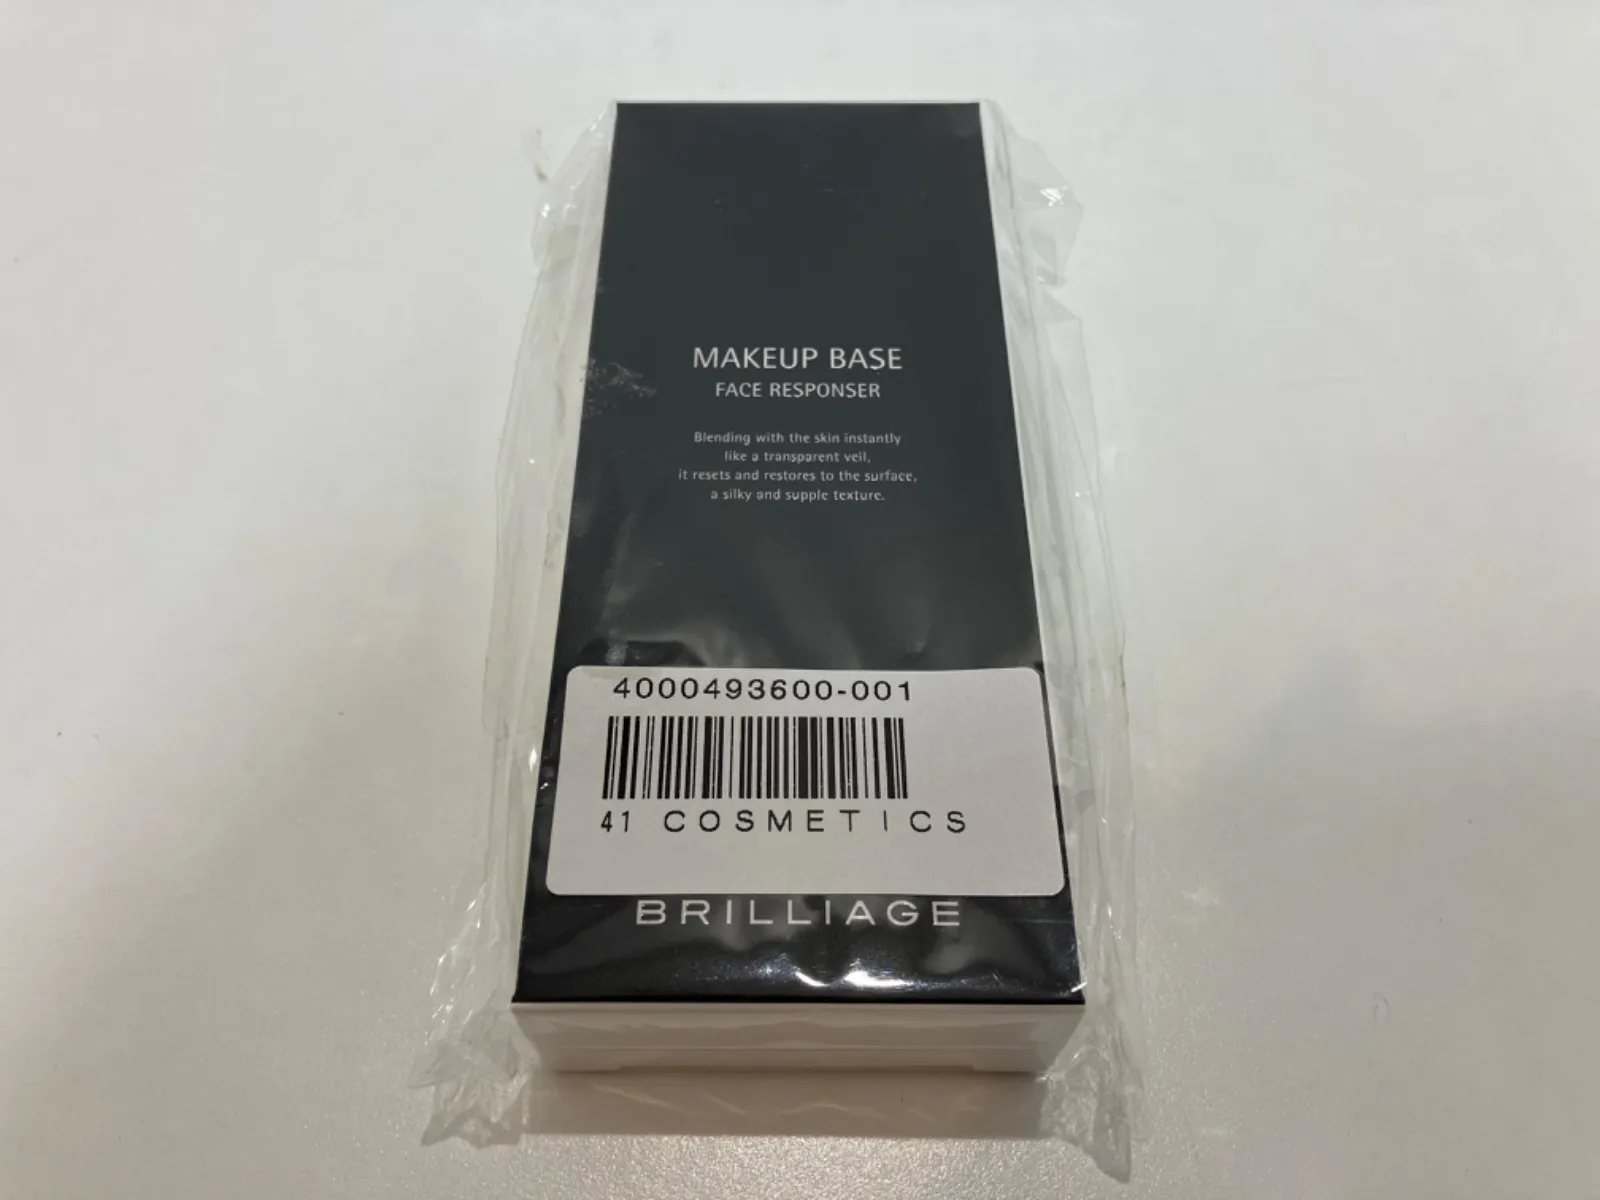 MAKEUP BASE
FACE RESPONSER
Blending with the skin instantly
like a transparent veil,
it resets and restores to the surface,
a silky and supple texture.
4000493600-001
41 COSMETICS
BRILLIAGE